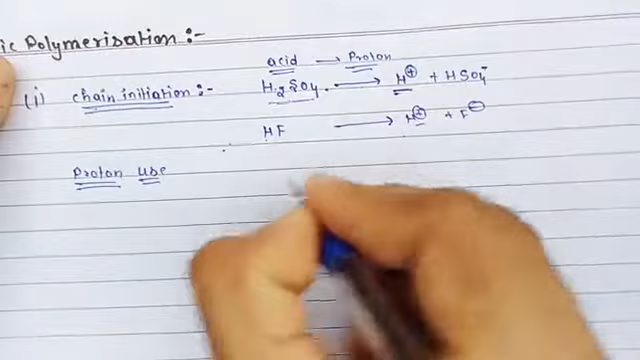 ic Polymerisation :-
acid → Proton
(i) chain initiation :- H2SO4 → H⊕ + HSO4⁻
HF → H⊕ + F⊖
Proton use